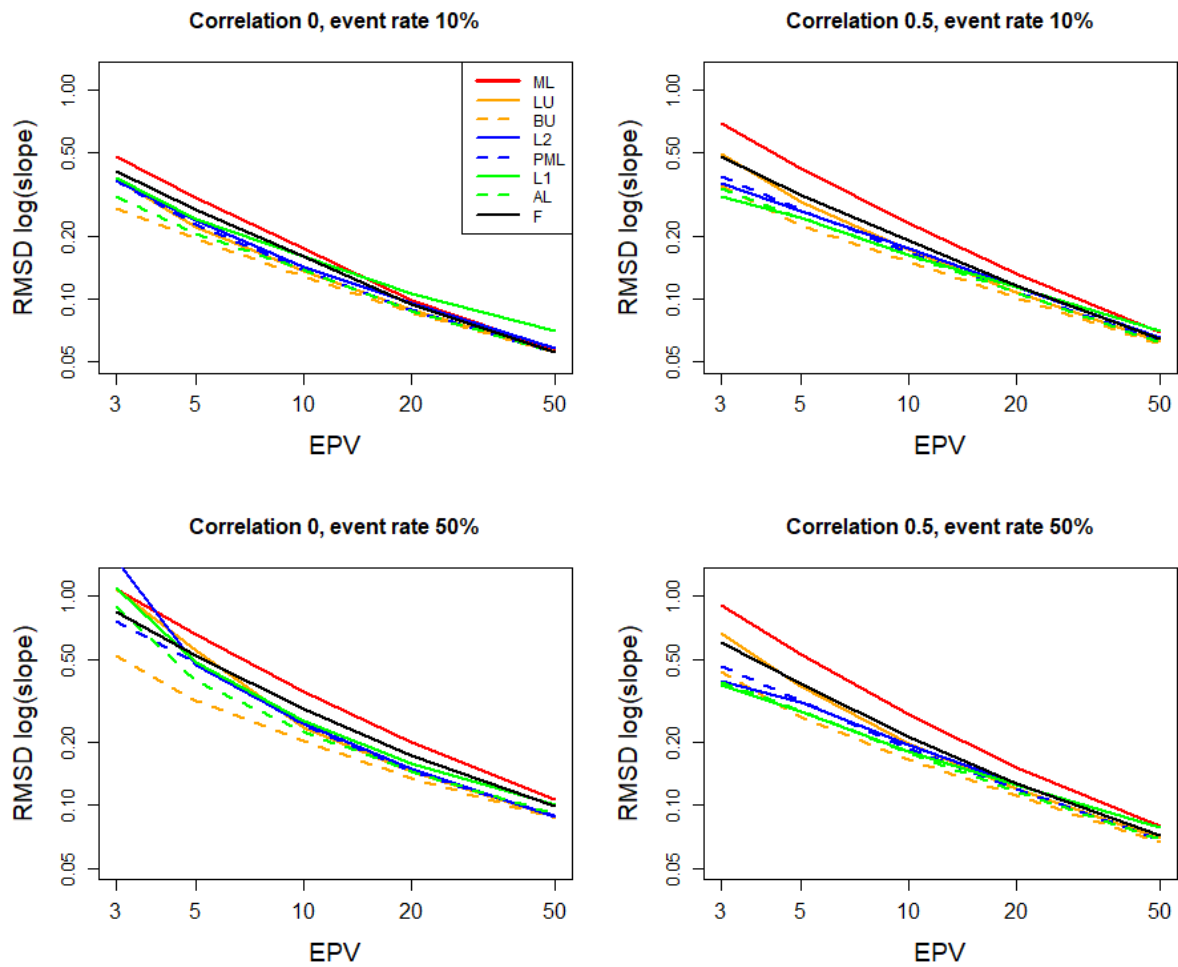 Correlation 0, event rate 10%
RMSD log(slope)
1.00
0.50
0.20
0.10
0.05
ML
LU
BU
L2
PML
L1
AL
F
3 5 10 20 50
EPV
Correlation 0.5, event rate 10%
RMSD log(slope)
1.00
0.50
0.20
0.10
0.05
3 5 10 20 50
EPV
Correlation 0, event rate 50%
RMSD log(slope)
1.00
0.50
0.20
0.10
0.05
3 5 10 20 50
EPV
Correlation 0.5, event rate 50%
RMSD log(slope)
1.00
0.50
0.20
0.10
0.05
3 5 10 20 50
EPV